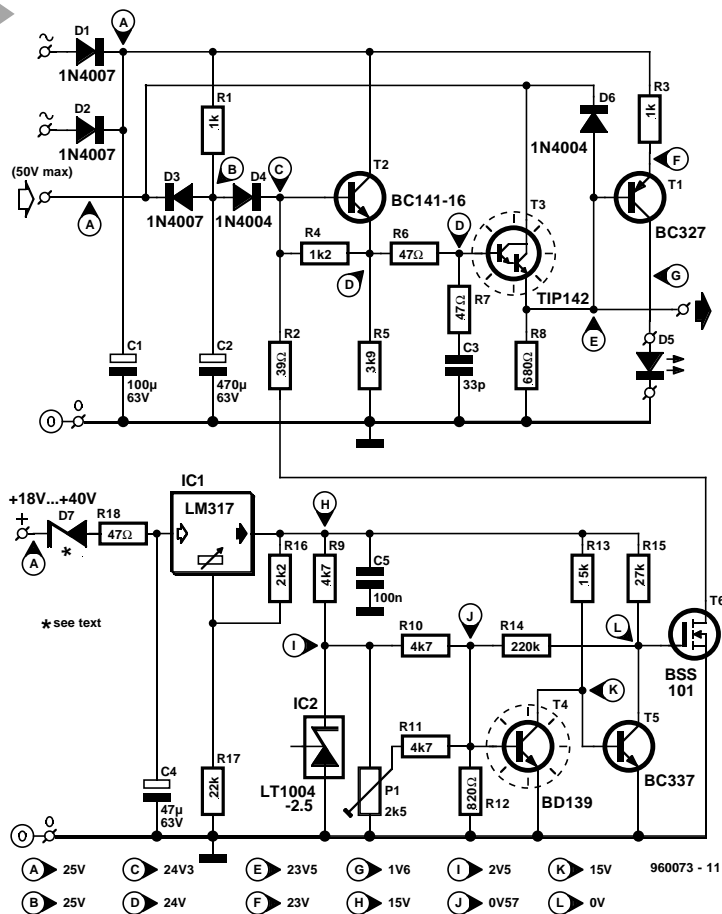 A
D1
1N4007
D2
1N4007
(50V max)
A
R1
1k
B
D3
1N4007
D4
1N4004
C
T2
BC141-16
R4
1k2
D
R6
47Ω
D
T3
TIP142
D6
1N4004
R3
1k
F
T1
BC327
G
R7
47Ω
C3
33p
R2
39Ω
R5
3k9
R8
680Ω
E
D5
C1
100µ
63V
C2
470µ
63V
0
0
+18V...+40V
+
D7
*
A
R18
47Ω
IC1
LM317
H
R16
2k2
R9
4k7
C5
100n
R13
15k
R15
27k
T6
BSS
101
* see text
I
R10
4k7
J
R14
220k
L
K
IC2
LT1004
-2.5
R11
4k7
T4
BD139
T5
BC337
P1
2k5
820Ω
R12
R17
22k
C4
47µ
63V
0
0
A 25V
C 24V3
E 23V5
G 1V6
I 2V5
K 15V
960073 - 11
B 25V
D 24V
F 23V
H 15V
J 0V57
L 0V